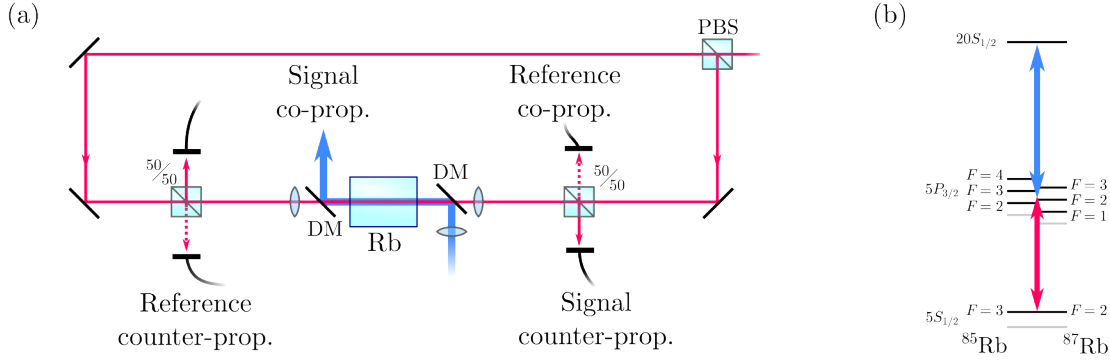 (a)
PBS
Signal
co-prop.
Reference
co-prop.
50/50
50/50
DM
DM
Rb
Reference
counter-prop.
Signal
counter-prop.
(b)
20S1/2
F = 4
F = 3
5P3/2
F = 3
F = 2
F = 2
F = 1
5S1/2
F = 3
F = 2
85Rb
87Rb